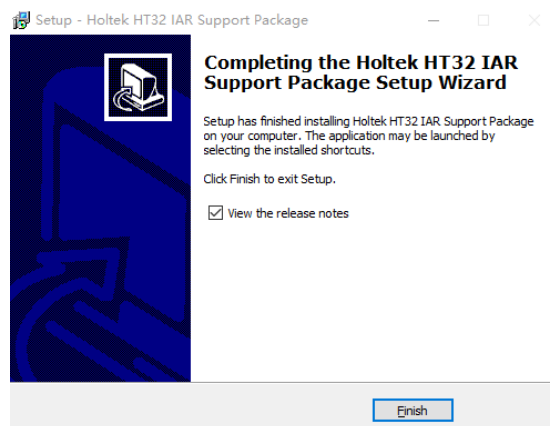 Setup - Holtek HT32 IAR Support Package
Completing the Holtek HT32 IAR
Support Package Setup Wizard
Setup has finished installing Holtek HT32 IAR Support Package
on your computer. The application may be launched by
selecting the installed shortcuts.
Click Finish to exit Setup.
View the release notes
Finish